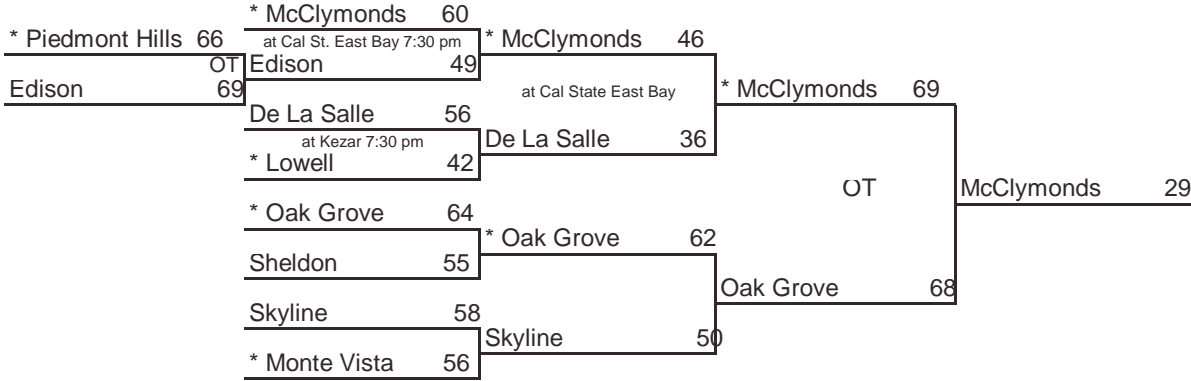 * McClymonds 60
* Piedmont Hills 66
at Cal St. East Bay 7:30 pm
* McClymonds 46
OT
Edison 49
Edison 69
at Cal State East Bay
* McClymonds 69
De La Salle 56
at Kezar 7:30 pm
De La Salle 36
* Lowell 42
OT
McClymonds 29
* Oak Grove 64
* Oak Grove 62
Sheldon 55
Oak Grove 68
Skyline 58
Skyline 50
* Monte Vista 56